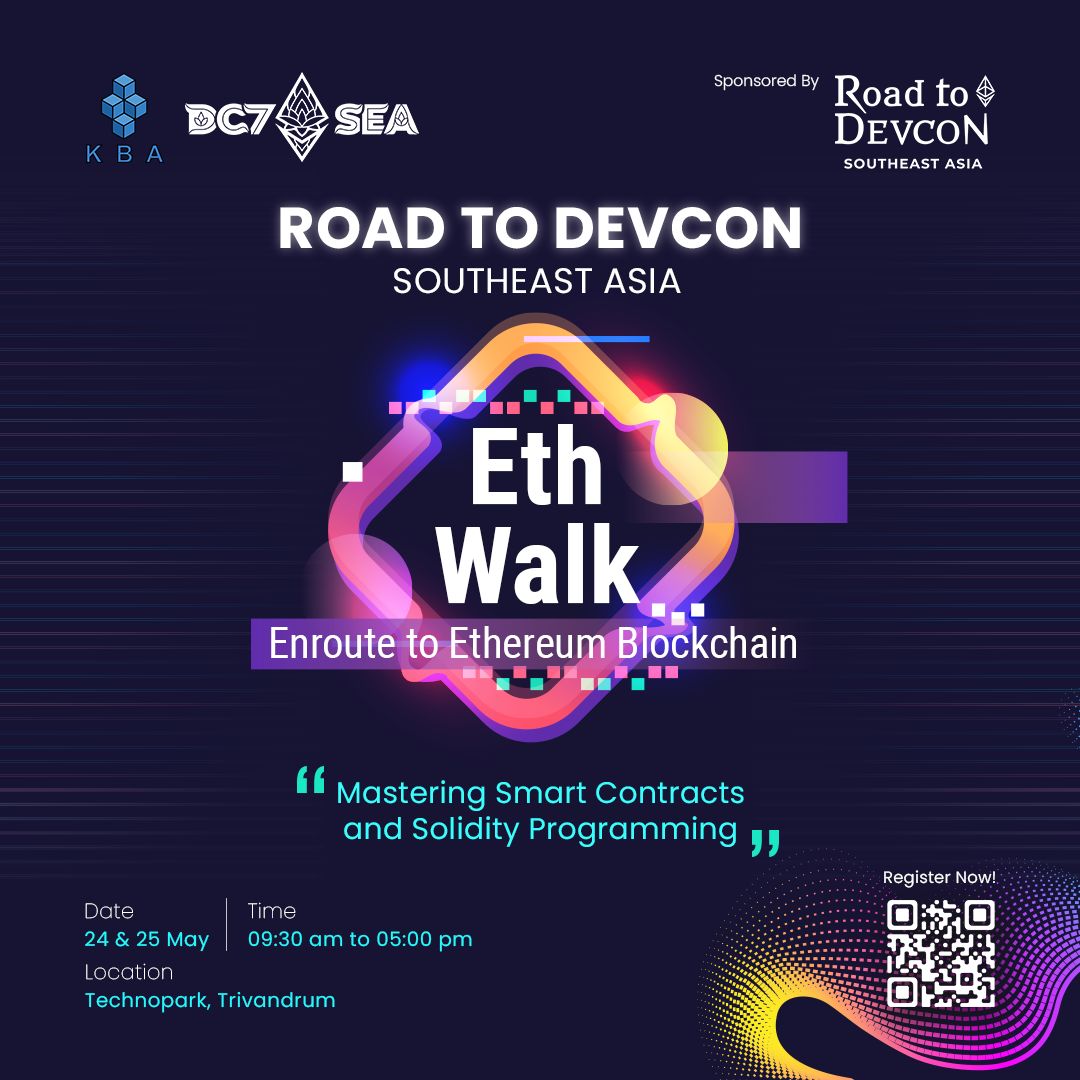 KBA
DC7 SEA
Sponsored By
Road to
DEVCON
SOUTHEAST ASIA
ROAD TO DEVCON
SOUTHEAST ASIA
Eth
Walk
Enroute to Ethereum Blockchain
“Mastering Smart Contracts
and Solidity Programming”
Register Now!
Date
24 & 25 May
Time
09:30 am to 05:00 pm
Location
Technopark, Trivandrum